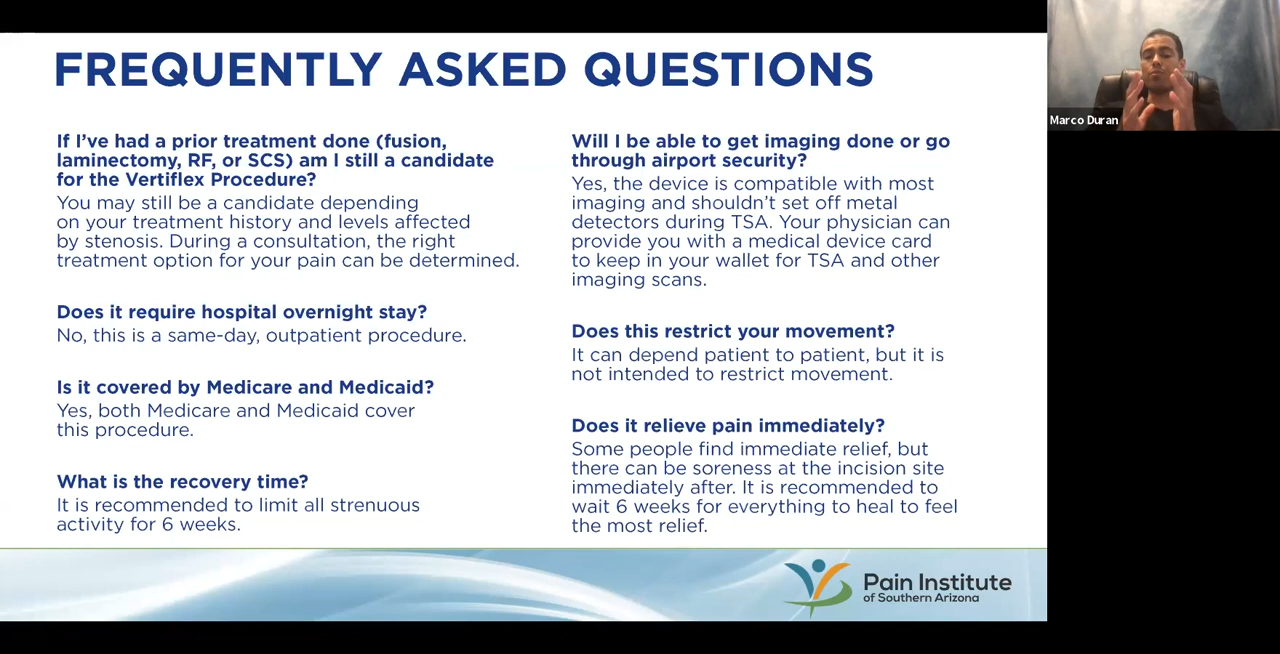 FREQUENTLY ASKED QUESTIONS
If I’ve had a prior treatment done (fusion,
laminectomy, RF, or SCS) am I still a candidate
for the Vertiflex Procedure?
You may still be a candidate depending
on your treatment history and levels affected
by stenosis. During a consultation, the right
treatment option for your pain can be determined.
Does it require hospital overnight stay?
No, this is a same-day, outpatient procedure.
Is it covered by Medicare and Medicaid?
Yes, both Medicare and Medicaid cover
this procedure.
What is the recovery time?
It is recommended to limit all strenuous
activity for 6 weeks.
Will I be able to get imaging done or go
through airport security?
Yes, the device is compatible with most
imaging and shouldn’t set off metal
detectors during TSA. Your physician can
provide you with a medical device card
to keep in your wallet for TSA and other
imaging scans.
Does this restrict your movement?
It can depend patient to patient, but it is
not intended to restrict movement.
Does it relieve pain immediately?
Some people find immediate relief, but
there can be soreness at the incision site
immediately after. It is recommended to
wait 6 weeks for everything to heal to feel
the most relief.
Pain Institute
of Southern Arizona
Marco Duran